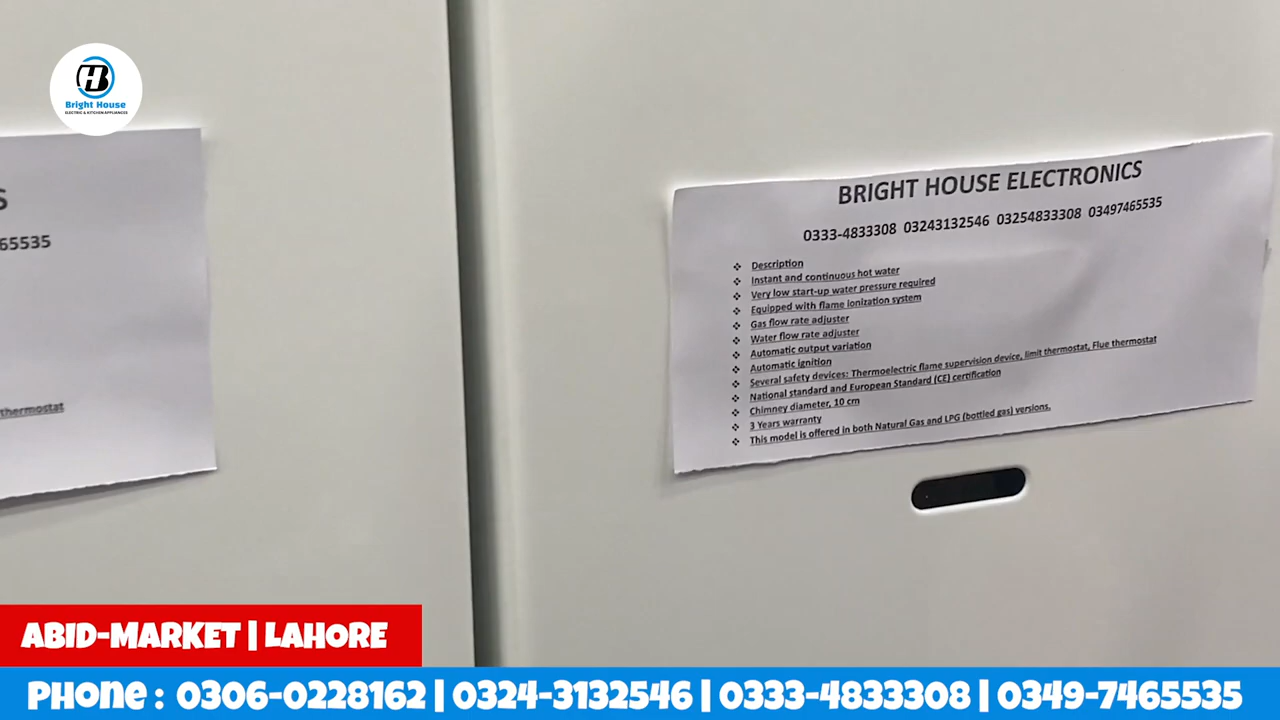 Bright House
ELECTRIC & KITCHEN APPLIANCES
S
65535
thermostat
BRIGHT HOUSE ELECTRONICS
0333-4833308 03243132546 03254833308 03497465535
❖ Description
❖ Instant and continuous hot water
❖ Very low start-up water pressure required
❖ Equipped with flame ionization system
❖ Gas flow rate adjuster
❖ Water flow rate adjuster
❖ Automatic output variation
❖ Automatic ignition
❖ Several safety devices: Thermoelectric flame supervision device, limit thermostat, Flue thermostat
❖ National standard and European Standard (CE) certification
❖ Chimney diameter, 10 cm
❖ 3 Years warranty
❖ This model is offered in both Natural Gas and LPG (bottled gas) versions.
ABID-MARKET | LAHORE
Phone : 0306-0228162 | 0324-3132546 | 0333-4833308 | 0349-7465535